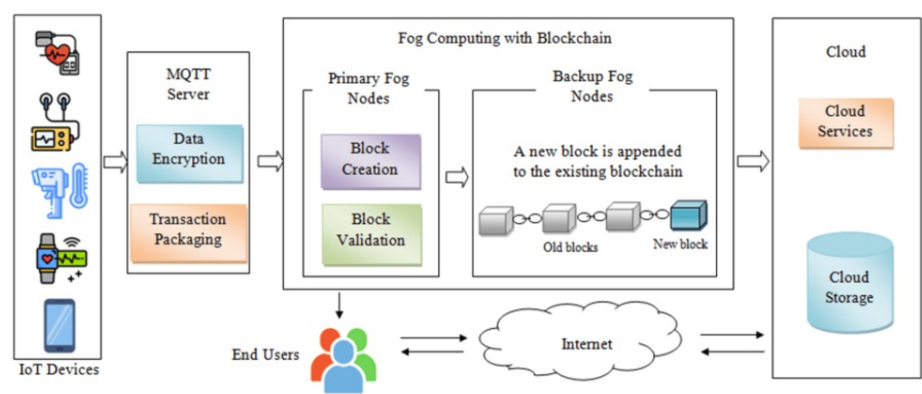 IoT Devices
MQTT
Server
Data
Encryption
Transaction
Packaging
Fog Computing with Blockchain
Primary Fog
Nodes
Block
Creation
Block
Validation
Backup Fog
Nodes
A new block is appended
to the existing blockchain
Old blocks
New block
Cloud
Cloud
Services
Cloud
Storage
End Users
Internet